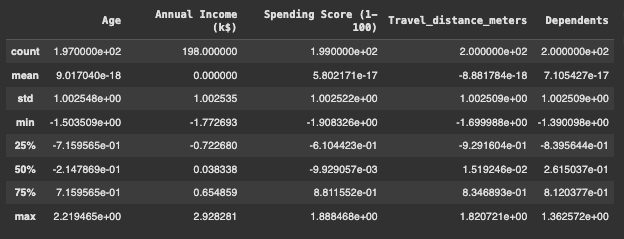 Age Annual Income (k$) Spending Score (1-100) Travel_distance_meters Dependents
count 1.970000e+02 198.000000 1.990000e+02 2.000000e+02 2.000000e+02
mean 9.017040e-18 0.000000 5.802171e-17 -8.881784e-18 7.105427e-17
std 1.002548e+00 1.002535 1.002522e+00 1.002509e+00 1.002509e+00
min -1.503509e+00 -1.772693 -1.908326e+00 -1.699988e+00 -1.390098e+00
25% -7.159565e-01 -0.722680 -6.104423e-01 -9.291604e-01 -8.395644e-01
50% -2.147869e-01 0.038338 -9.929057e-03 1.519246e-02 2.615037e-01
75% 7.159565e-01 0.654859 8.811552e-01 8.346893e-01 8.120377e-01
max 2.219465e+00 2.928281 1.888468e+00 1.820721e+00 1.362572e+00